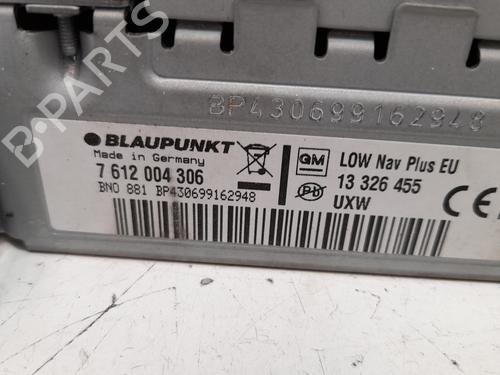 BP430699162948
BLAUPUNKT
Made in Germany
7 612 004 306
BNO 881 BP430699162948
GM
LOW Nav Plus EU
Pb
13 326 455
UXW
CE